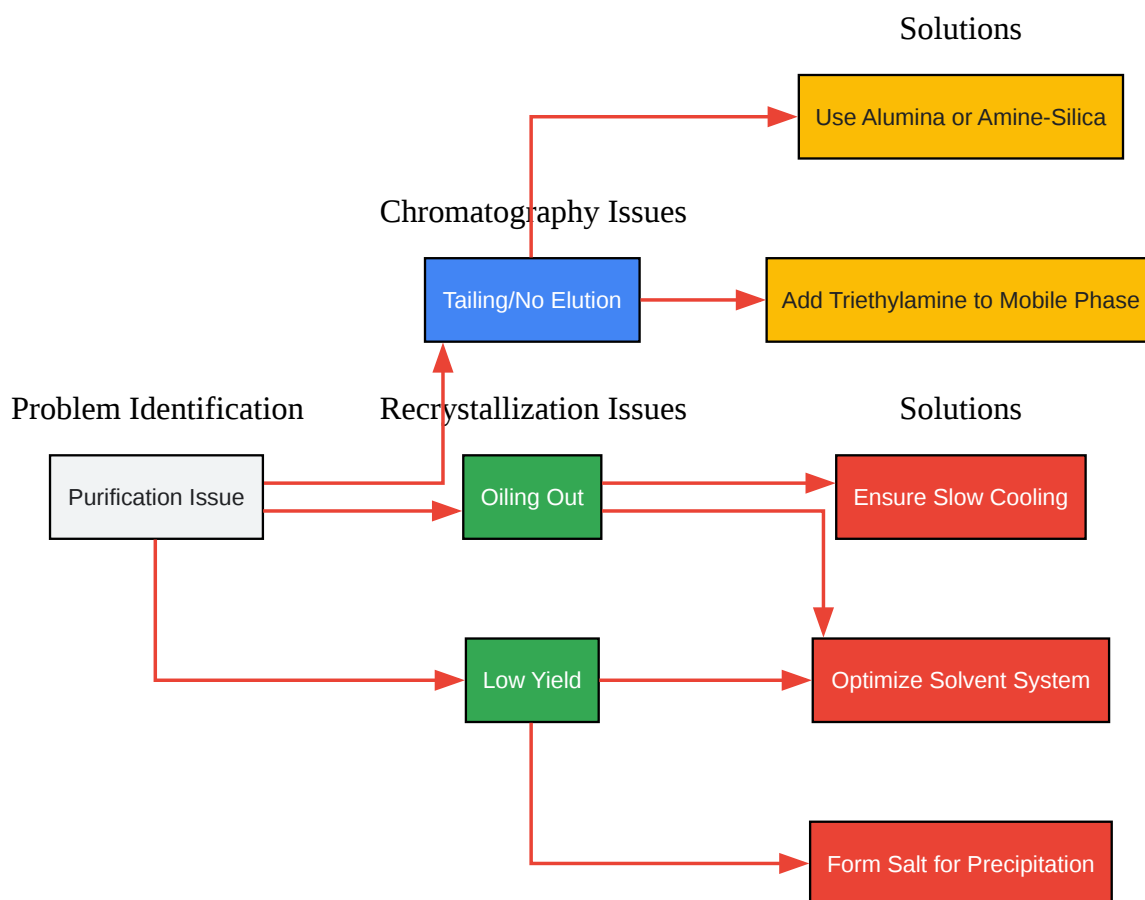 Solutions
Use Alumina or Amine-Silica
Chromatography Issues
Tailing/No Elution
Add Triethylamine to Mobile Phase
Problem Identification
Recrystallization Issues
Solutions
Purification Issue
Oiling Out
Ensure Slow Cooling
Low Yield
Optimize Solvent System
Form Salt for Precipitation